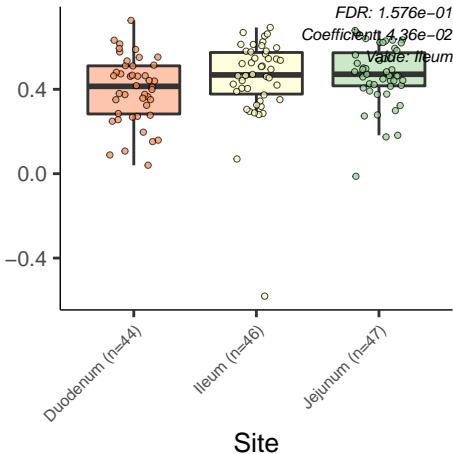 FDR: 1.576e−01
Coefficient: 4.36e−02
Value: Ileum
0.4
0.0
−0.4
Duodenum (n=44)
Ileum (n=46)
Jejunum (n=47)
Site